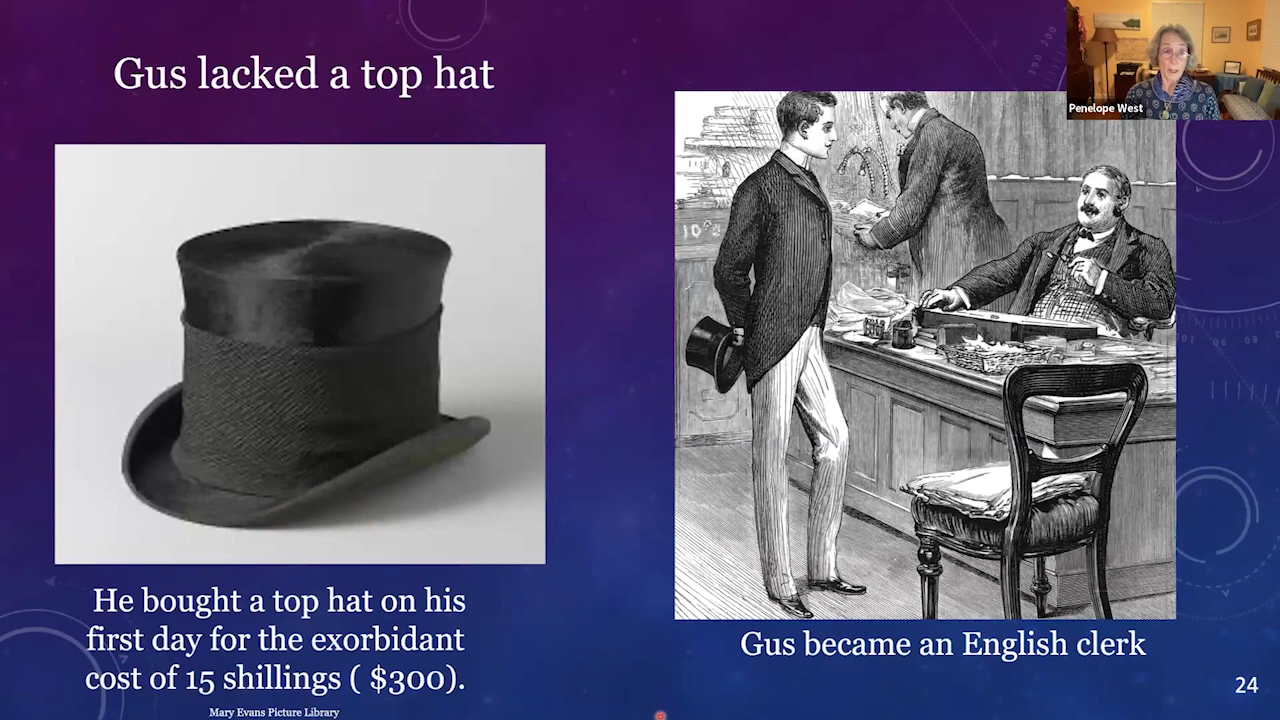 Gus lacked a top hat
He bought a top hat on his
first day for the exorbidant
cost of 15 shillings ( $300).
Mary Evans Picture Library
Penelope West
Gus became an English clerk
24